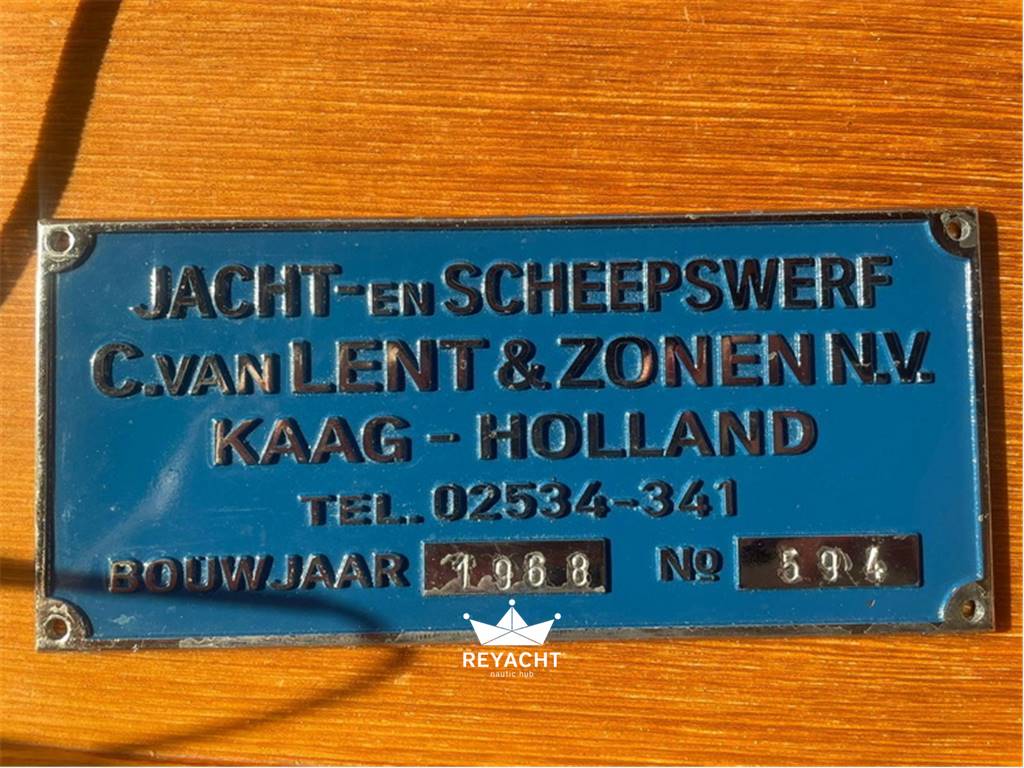 JACHT-EN SCHEEPSWERF
C. VAN LENT & ZONEN N.V.
KAAG - HOLLAND
TEL. 02534-341
BOUWJAAR 1968 No 594
REYACHT
nautic hub